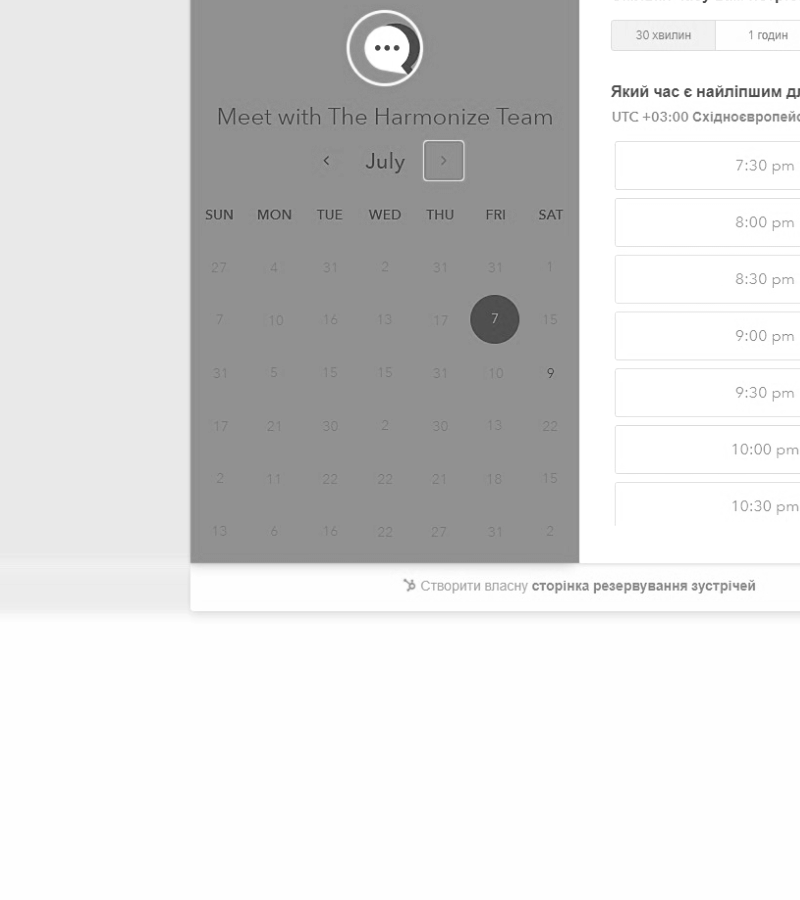 Meet with The Harmonize Team
July
SUN MON TUE WED THU FRI SAT
27 4 31 2 31 31 1
7 10 16 13 17 7 15
31 5 15 15 31 10 9
17 21 30 2 30 13 22
2 11 22 22 21 18 15
13 6 16 22 27 31 2
30 хвилин 1 годин
Який час є найліпшим
UTC +03:00
7:30 pm
8:00 pm
8:30 pm
9:00 pm
9:30 pm
10:00 pm
10:30 pm
Створити власну сторінка резервування зустрічей